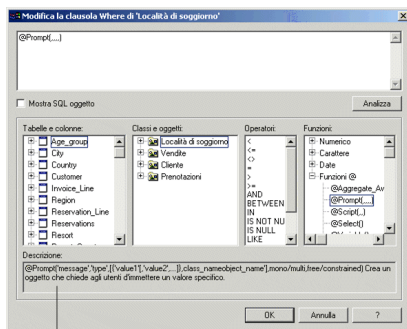 Modifica la clausola Where di 'Località di soggiorno'
@Prompt(,,,,)
Mostra SQL oggetto
Analizza
Tabelle e colonne:
Classi e oggetti:
Operatori:
Funzioni:
Age_group
City
Country
Customer
Invoice_Line
Region
Reservation_Line
Reservations
Resort
Località di soggiorno
Vendite
Cliente
Prenotazioni
<
<=
<>
=
>
>=
AND
BETWEEN
IN
IS NOT NU
IS NULL
LIKE
Numerico
Carattere
Date
Funzioni @
@Aggregate_Aw
@Prompt(,,,,)
@Script(,,)
@Select()
Descrizione:
@Prompt('message','type',[{'value1'[,'value2',...]},class_nameobject_name'],mono/multi,free/constrained) Crea un
oggetto che chiede agli utenti d'immettere un valore specifico.
OK
Annulla
?